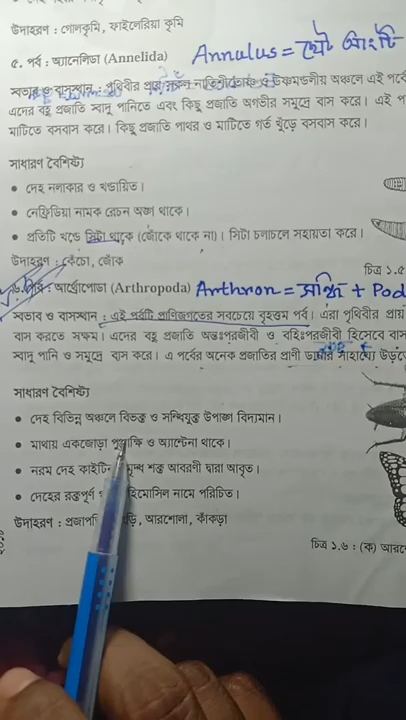 উদাহরণ : গোলকৃমি, ফাইলেরিয়া কৃমি
৫. পর্ব : অ্যানেলিডা (Annelida) Annulus = ছোট আংটি
স্বভাব ও বাসস্থান : পৃথিবীর প্রায় সকল নাতিশীতোষ্ণ ও উষ্ণমণ্ডলীয় অঞ্চলে এই পর্বে
এদের বহু প্রজাতি স্বাদু পানিতে এবং কিছু প্রজাতি অগভীর সমুদ্রে বাস করে। এই প
মাটিতে বসবাস করে। কিছু প্রজাতি পাথর ও মাটিতে গর্ত খুঁড়ে বসবাস করে।
সাধারণ বৈশিষ্ট্য
• দেহ নলাকার ও খণ্ডায়িত।
• নেফ্রিডিয়া নামক রেচন অঙ্গ থাকে।
• প্রতিটি খণ্ডে সিটা থাকে (জোঁকে থাকে না)। সিটা চলাচলে সহায়তা করে।
উদাহরণ : কেঁচো, জোঁক
চিত্র ১.৫
৬. পর্ব : আর্থ্রোপোডা (Arthropoda) Arthron = সন্ধি + Pod
স্বভাব ও বাসস্থান : এই পর্বটি প্রাণিজগতের সবচেয়ে বৃহত্তম পর্ব। এরা পৃথিবীর প্রায়
বাস করতে সক্ষম। এদের বহু প্রজাতি অন্তঃপরজীবী ও বহিঃপরজীবী হিসেবে বাস
স্বাদু পানি ও সমুদ্রে বাস করে। এ পর্বের অনেক প্রজাতির প্রাণী ডানার সাহায্যে উড়তে
সাধারণ বৈশিষ্ট্য
• দেহ বিভিন্ন অঞ্চলে বিভক্ত ও সন্ধিযুক্ত উপাঙ্গ বিদ্যমান।
• মাথায় একজোড়া পুঞ্জাক্ষি ও অ্যান্টেনা থাকে।
• নরম দেহ কাইটিন মৃদ্ধ শক্ত আবরণী দ্বারা আবৃত।
• দেহের রক্তপূর্ণ হিমোসিল নামে পরিচিত।
উদাহরণ : প্রজাপতি ড়ি, আরশোলা, কাঁকড়া
চিত্র ১.৬ : (ক) আরশে